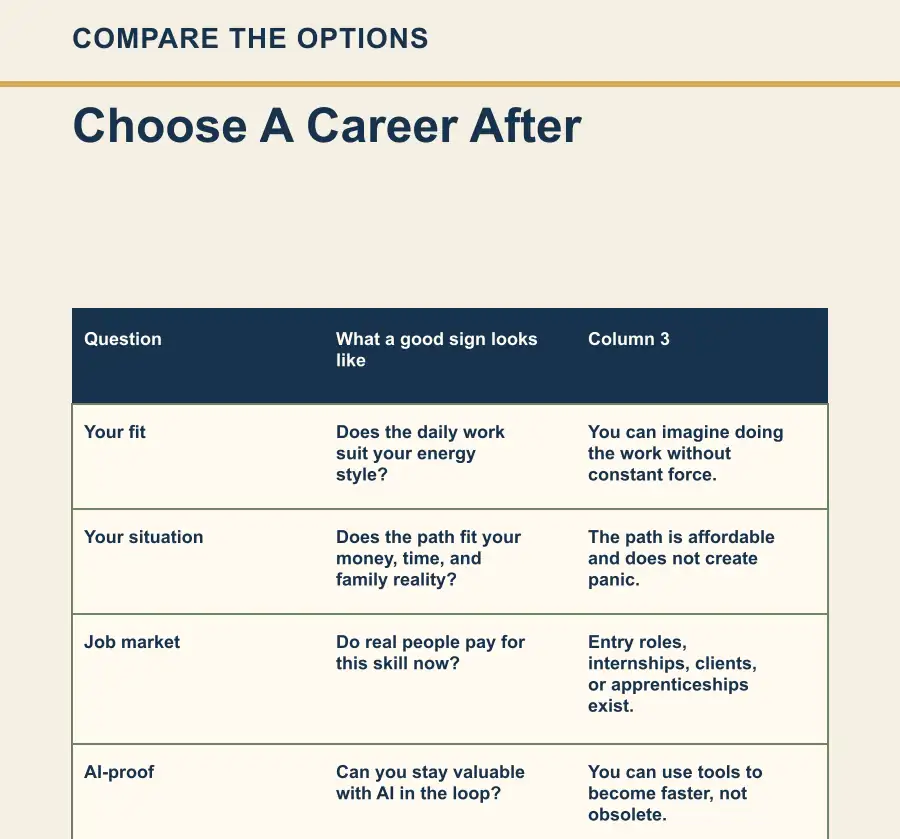 COMPARE THE OPTIONS
Choose A Career After
Question
What a good sign looks
like
Column 3
Your fit
Does the daily work
suit your energy
style?
You can imagine doing
the work without
constant force.
Your situation
Does the path fit your
money, time, and
family reality?
The path is affordable
and does not create
panic.
Job market
Do real people pay for
this skill now?
Entry roles,
internships, clients,
or apprenticeships
exist.
AI-proof
Can you stay valuable
with AI in the loop?
You can use tools to
become faster, not
obsolete.